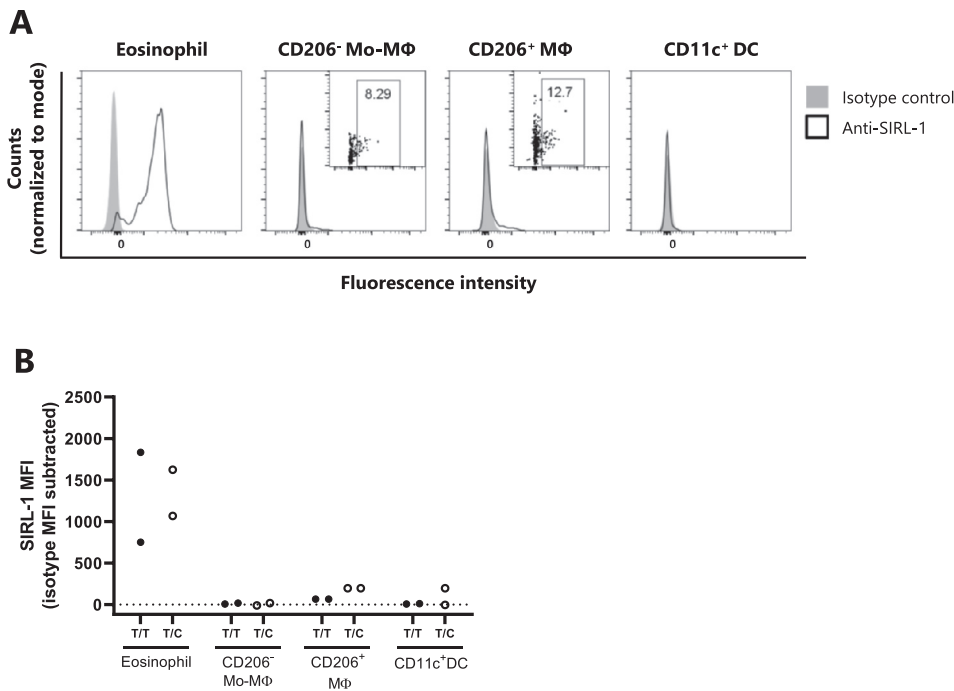 A
Eosinophil CD206⁻ Mo-MΦ CD206⁺ MΦ CD11c⁺ DC
Counts
(normalized to mode)
8.29
12.7
Isotype control
Anti-SIRL-1
0 0 0 0
Fluorescence intensity
B
SIRL-1 MFI
(isotype MFI subtracted)
2500
2000
1500
1000
500
0
T/T T/C T/T T/C T/T T/C T/T T/C
Eosinophil CD206⁻ CD206⁺ CD11c⁺DC
Mo-MΦ MΦ